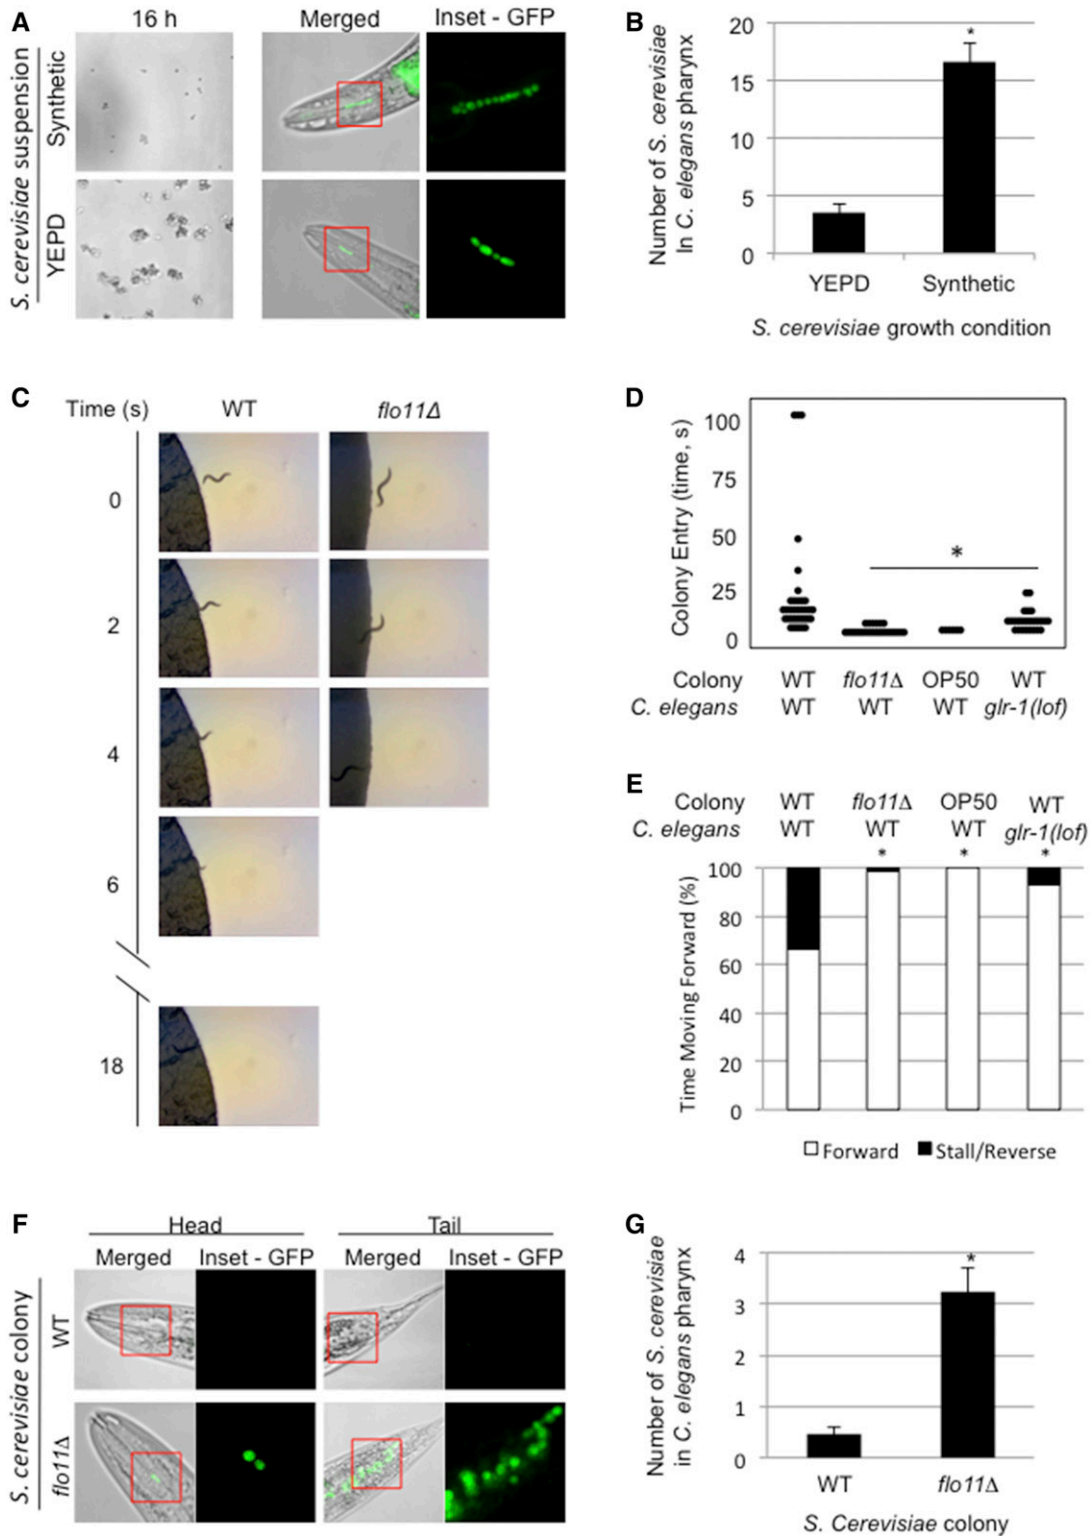 A
16 h
Merged
Inset - GFP
S. cerevisiae suspension
Synthetic
YEPD
B
Number of S. cerevisiae
In C. elegans pharynx
20
15
10
5
0
*
YEPD
Synthetic
S. cerevisiae growth condition
C
Time (s)
WT
flo11Δ
0
2
4
6
18
D
Colony Entry (time, s)
100
75
50
25
0
*
Colony WT flo11Δ OP50 WT
C. elegans WT WT WT glr-1(lof)
E
Colony WT flo11Δ OP50 WT
C. elegans WT WT WT glr-1(lof)
* * *
Time Moving Forward (%)
100
80
60
40
20
0
Forward Stall/Reverse
F
Head
Tail
Merged Inset - GFP Merged Inset - GFP
S. cerevisiae colony
WT
flo11Δ
G
Number of S. cerevisiae
in C. elegans pharynx
4
3
2
1
0
*
WT
flo11Δ
S. Cerevisiae colony